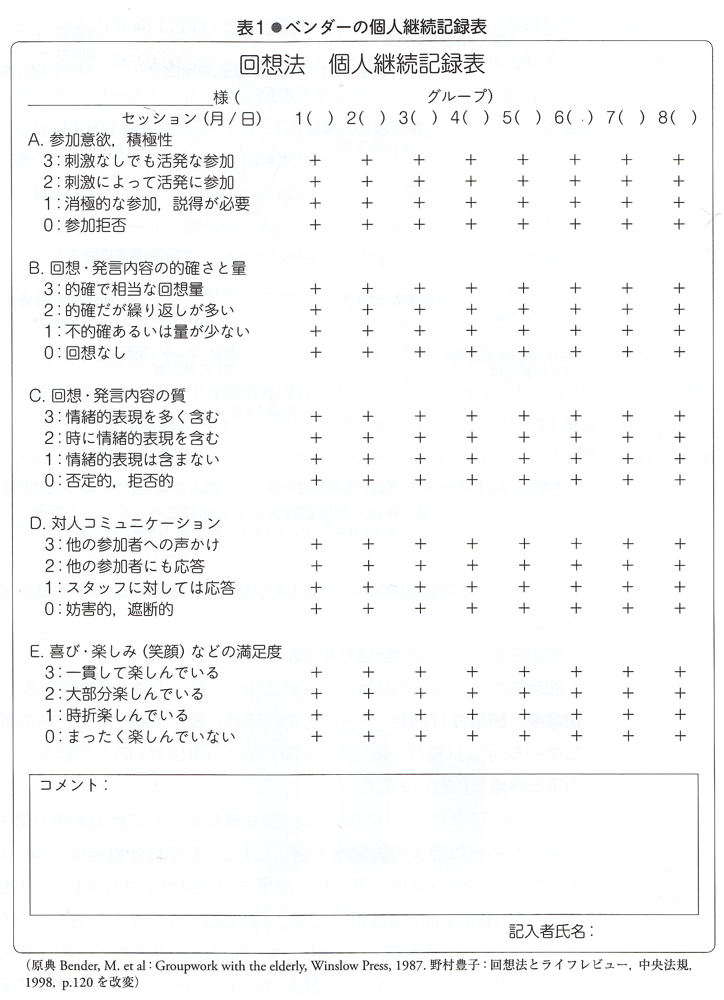 表1●ベンダーの個人継続記録表
回想法 個人継続記録表
様( グループ)
セッション(月/日) 1( ) 2( ) 3( ) 4( ) 5( ) 6( ) 7( ) 8( )
A. 参加意欲，積極性
3：刺激なしでも活発な参加 + + + + + + + +
2：刺激によって活発に参加 + + + + + + + +
1：消極的な参加，説得が必要 + + + + + + + +
0：参加拒否 + + + + + + + +
B. 回想・発言内容の的確さと量
3：的確で相当な回想量 + + + + + + + +
2：的確だが繰り返しが多い + + + + + + + +
1：不的確あるいは量が少ない + + + + + + + +
0：回想なし + + + + + + + +
C. 回想・発言内容の質
3：情緒的表現を多く含む + + + + + + + +
2：時に情緒的表現を含む + + + + + + + +
1：情緒的表現は含まない + + + + + + + +
0：否定的，拒否的 + + + + + + + +
D. 対人コミュニケーション
3：他の参加者への声かけ + + + + + + + +
2：他の参加者にも応答 + + + + + + + +
1：スタッフに対しては応答 + + + + + + + +
0：妨害的，遮断的 + + + + + + + +
E. 喜び・楽しみ(笑顔)などの満足度
3：一貫して楽しんでいる + + + + + + + +
2：大部分楽しんでいる + + + + + + + +
1：時折楽しんでいる + + + + + + + +
0：まったく楽しんでいない + + + + + + + +
コメント：
記入者氏名：
(原典 Bender, M. et al：Groupwork with the elderly, Winslow Press, 1987. 野村豊子：回想法とライフレビュー，中央法規，
1998，p.120を改変)